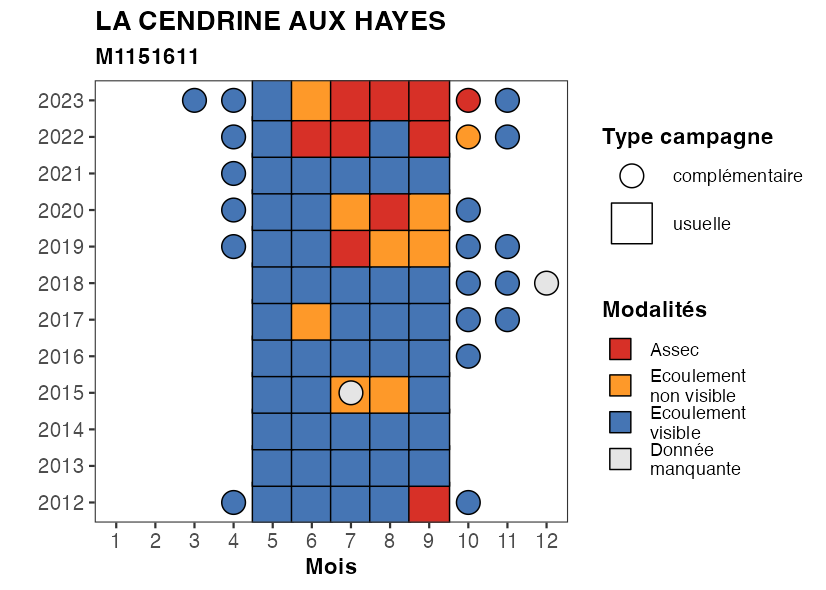 LA CENDRINE AUX HAYES
M1151611
2023
2022
2021
2020
2019
2018
2017
2016
2015
2014
2013
2012
1 2 3 4 5 6 7 8 9 10 11 12
Mois
Type campagne
complémentaire
usuelle
Modalités
Assec
Ecoulement
non visible
Ecoulement
visible
Donnée
manquante